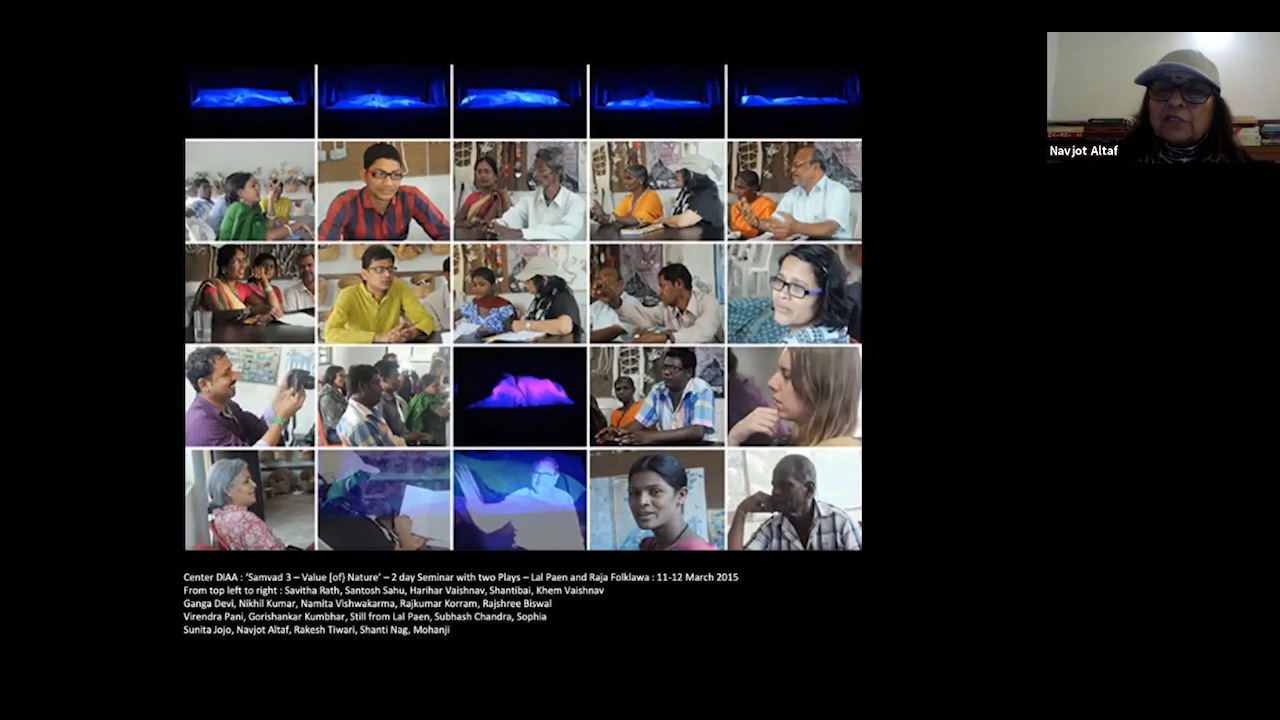 Navjot Altaf
Center DIAA : 'Samvad 3 – Value [of} Nature' – 2 day Seminar with two Plays – Lal Paen and Raja Folklawa : 11-12 March 2015
From top left to right : Savitha Rath, Santosh Sahu, Harihar Vaishnav, Shantibai, Khem Vaishnav
Ganga Devi, Nikhil Kumar, Namita Vishwakarma, Rajkumar Korram, Rajshree Biswal
Virendra Pani, Gorishankar Kumbhar, Still from Lal Paen, Subhash Chandra, Sophia
Sunita Jojo, Navjot Altaf, Rakesh Tiwari, Shanti Nag, Mohanji